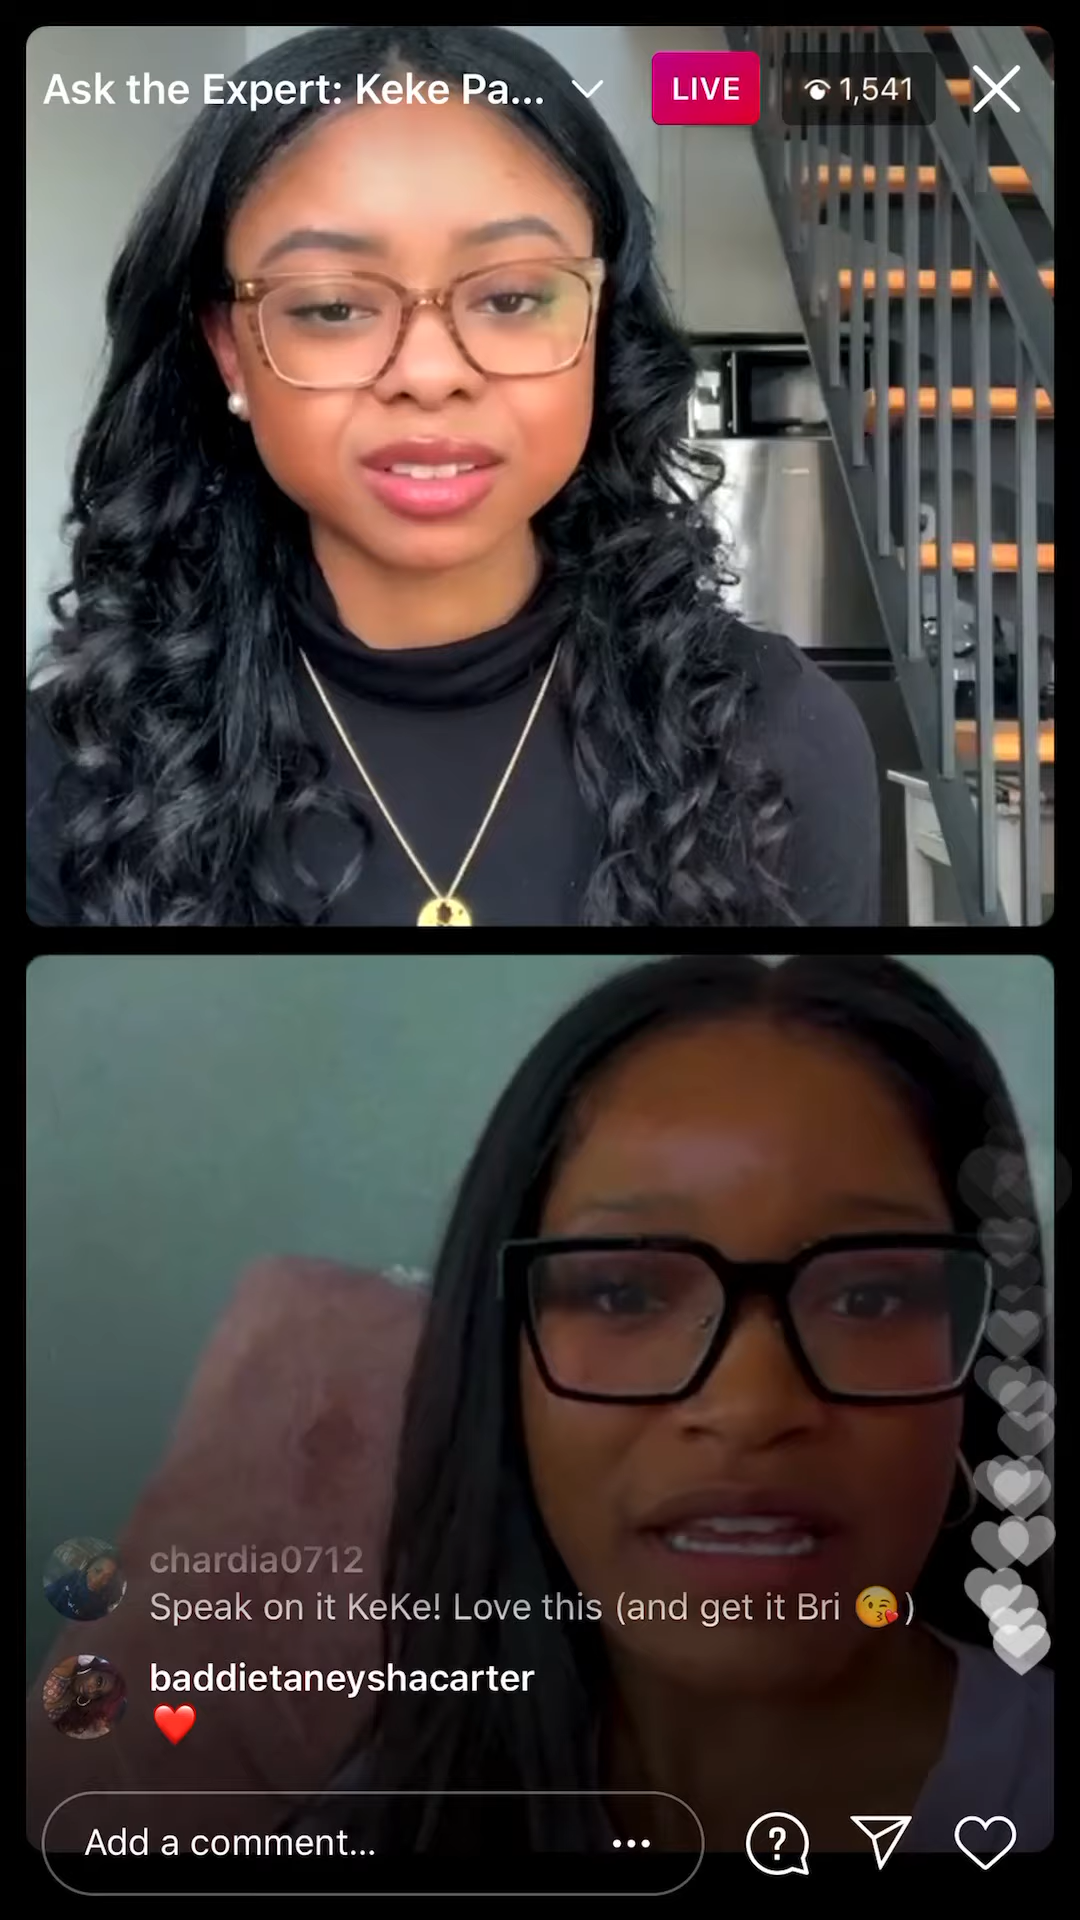 Ask the Expert: Keke Pa...
LIVE
1,541
chardia0712
Speak on it KeKe! Love this (and get it Bri 😘)
baddietaneyshacarter
❤️
Add a comment...